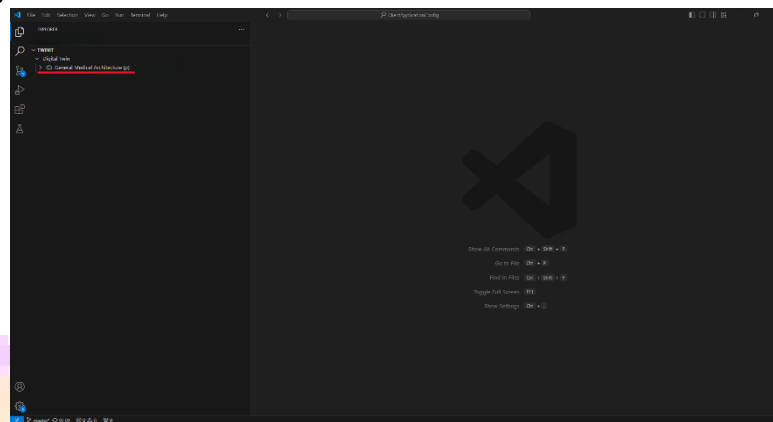 File Edit Selection View Go Run Terminal Help
EXPLORER
TWINIT
Digital Twin
General Medical Architecture (p)
Show All Commands Ctrl + Shift + P
Go to File Ctrl + P
Find in Files Ctrl + Shift + F
Toggle Full Screen F11
Show Settings Ctrl + ,